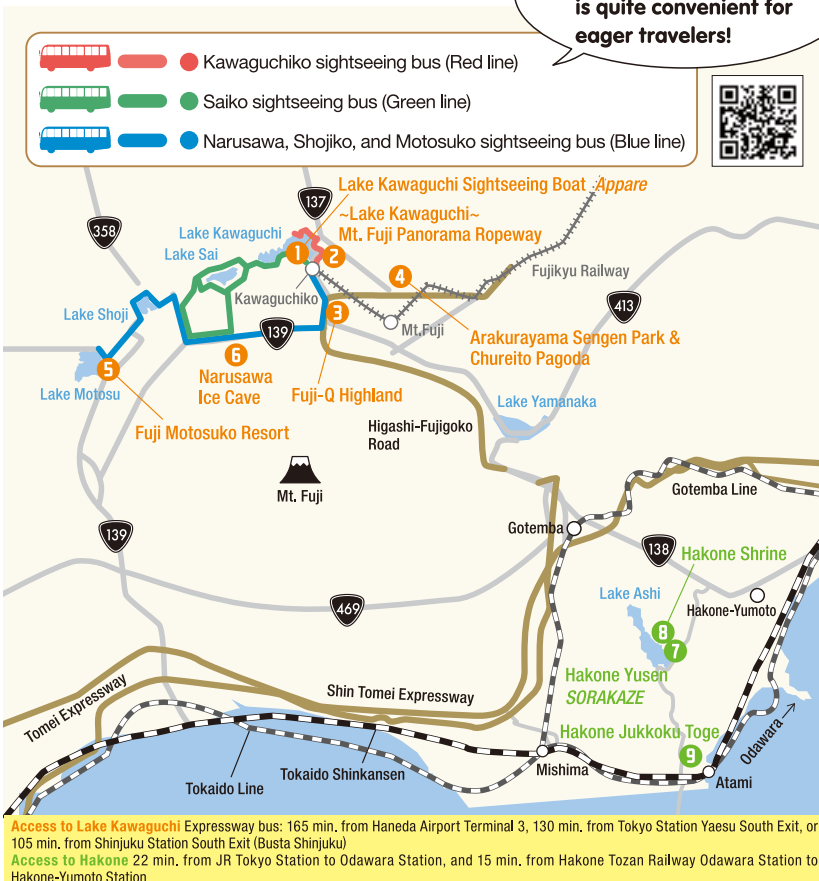 is quite convenient for
eager travelers!
Kawaguchiko sightseeing bus (Red line)
Saiko sightseeing bus (Green line)
Narusawa, Shojiko, and Motosuko sightseeing bus (Blue line)
Lake Kawaguchi Sightseeing Boat Appare
137
~Lake Kawaguchi~
Mt. Fuji Panorama Ropeway
358
Lake Kawaguchi
Lake Sai
1
2
4
Fujikyu Railway
Kawaguchiko
413
Lake Shoji
3
Mt.Fuji
139
Arakurayama Sengen Park &
Chureito Pagoda
6
5
Narusawa
Ice Cave
Fuji-Q Highland
Lake Motosu
Lake Yamanaka
Fuji Motosuko Resort
Higashi-Fujigoko
Road
Mt. Fuji
Gotemba Line
139
Gotemba
138
Hakone Shrine
Lake Ashi
Hakone-Yumoto
469
8
7
Hakone Yusen
SORAKAZE
Shin Tomei Expressway
Tomei Expressway
Hakone Jukkoku Toge
9
Odawara →
Mishima
Tokaido Shinkansen
Tokaido Line
Atami
Access to Lake Kawaguchi Expressway bus: 165 min. from Haneda Airport Terminal 3, 130 min. from Tokyo Station Yaesu South Exit, or
105 min. from Shinjuku Station South Exit (Busta Shinjuku)
Access to Hakone 22 min. from JR Tokyo Station to Odawara Station, and 15 min. from Hakone Tozan Railway Odawara Station to
Hakone-Yumoto Station